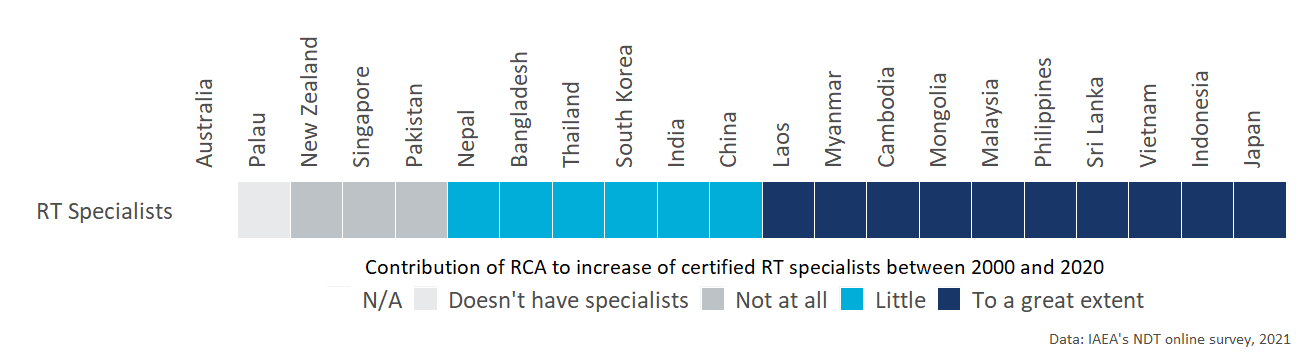 Australia
Palau
New Zealand
Singapore
Pakistan
Nepal
Bangladesh
Thailand
South Korea
India
China
Laos
Myanmar
Cambodia
Mongolia
Malaysia
Philippines
Sri Lanka
Vietnam
Indonesia
Japan
RT Specialists
Contribution of RCA to increase of certified RT specialists between 2000 and 2020
N/A Doesn't have specialists Not at all Little To a great extent
Data: IAEA's NDT online survey, 2021